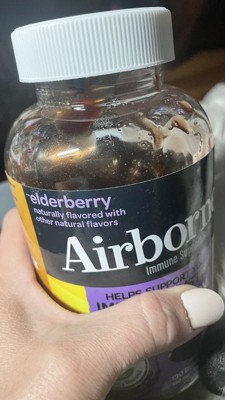 elderberry
naturally flavored with
other natural flavors
Airborn
Immune
HELPS SUPPORT